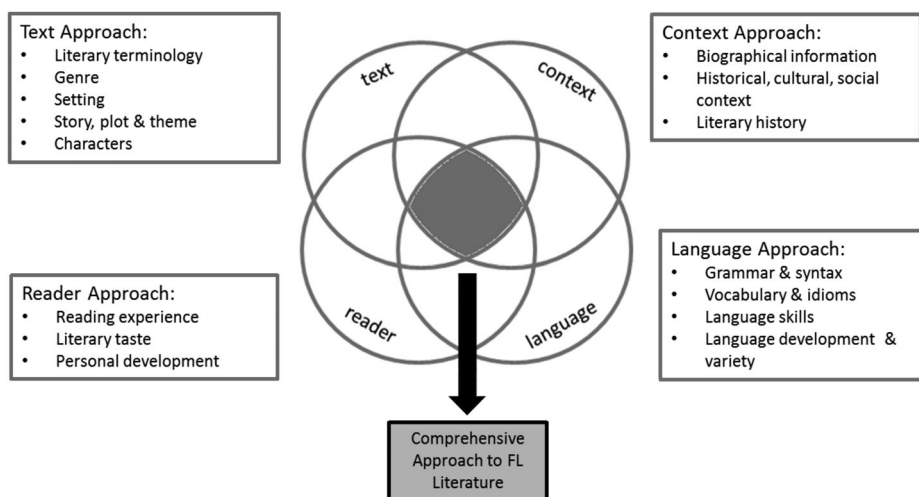 Text Approach:
• Literary terminology
• Genre
• Setting
• Story, plot & theme
• Characters
text
context
Context Approach:
• Biographical information
• Historical, cultural, social
context
• Literary history
Reader Approach:
• Reading experience
• Literary taste
• Personal development
reader
language
Language Approach:
• Grammar & syntax
• Vocabulary & idioms
• Language skills
• Language development &
variety
Comprehensive
Approach to FL
Literature